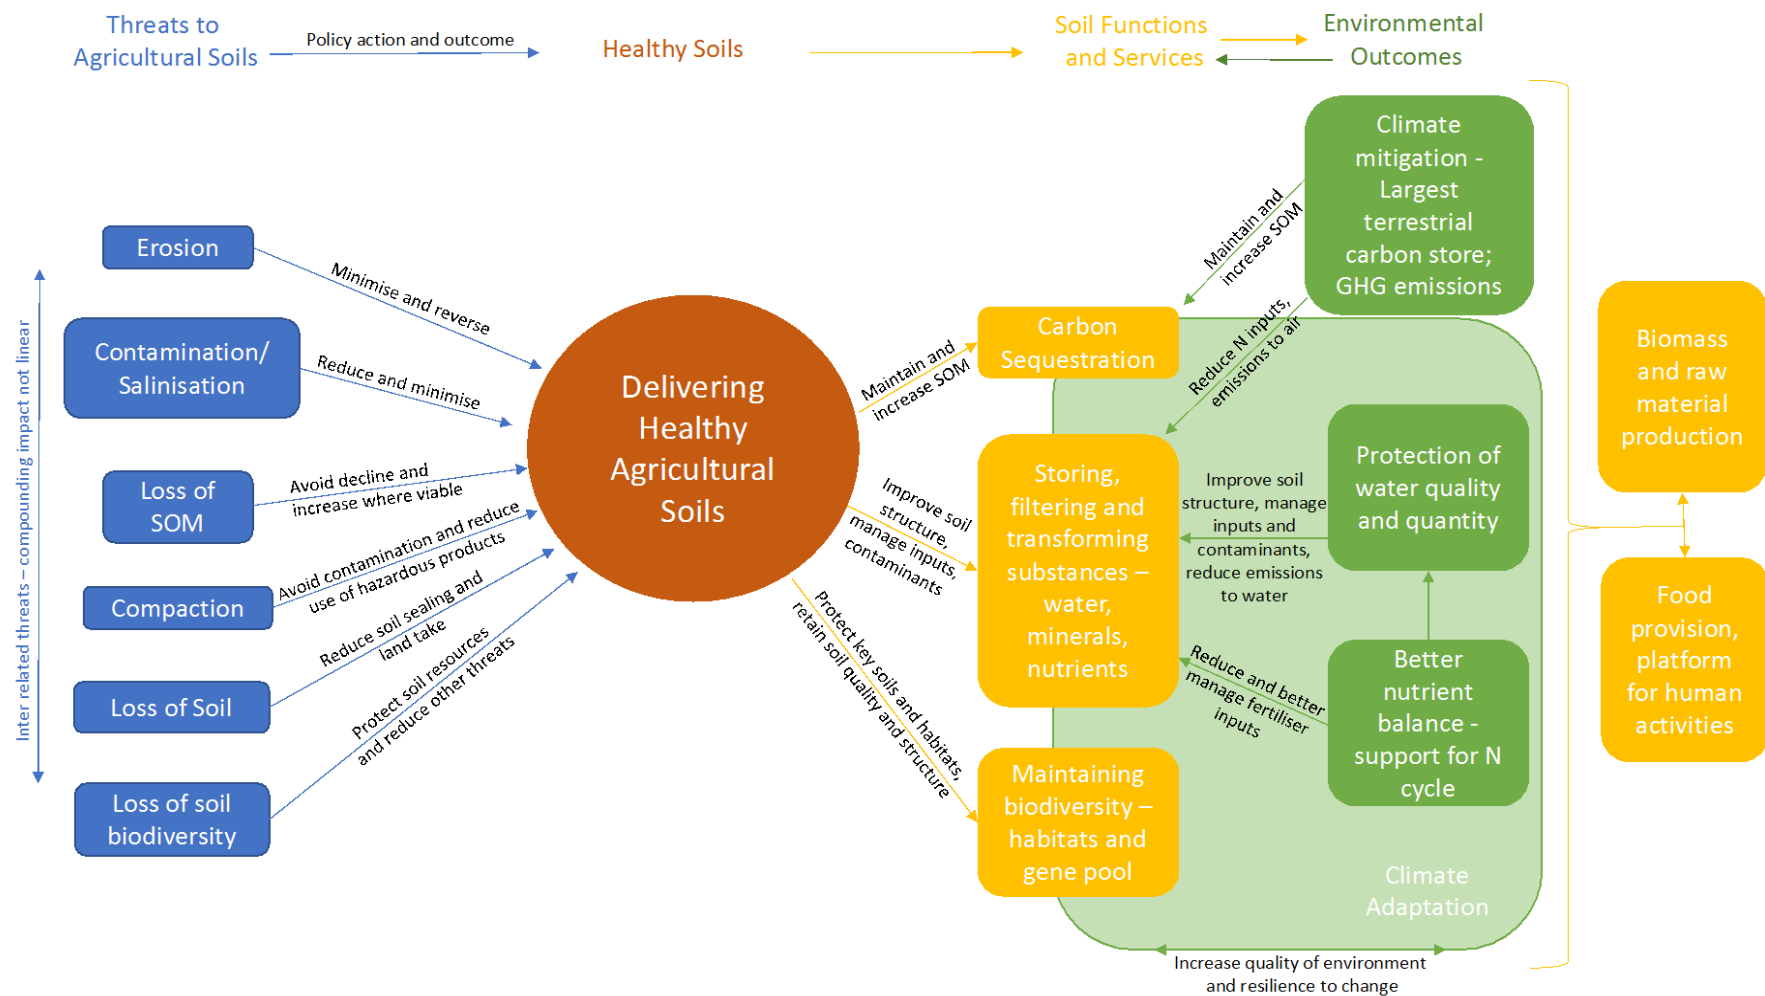 Threats to
Agricultural Soils
Policy action and outcome
Healthy Soils
Soil Functions
and Services
Environmental
Outcomes
Inter related threats – compounding impact not linear
Erosion
Contamination/
Salinisation
Loss of
SOM
Compaction
Loss of Soil
Loss of soil
biodiversity
Minimise and reverse
Reduce and minimise
Avoid decline and
increase where viable
Avoid contamination and reduce
use of hazardous products
Reduce soil sealing and
land take
Protect soil resources
and reduce other threats
Delivering
Healthy
Agricultural
Soils
Maintain and
increase SOM
Improve soil
structure,
manage inputs,
contaminants
Protect key soils and habitats,
retain soil quality and structure
Carbon
Sequestration
Storing,
filtering and
transforming
substances –
water,
minerals,
nutrients
Maintaining
biodiversity –
habitats and
gene pool
Maintain and
increase SOM
Reduce N inputs,
emissions to air
Improve soil
structure, manage
inputs and
contaminants,
reduce emissions
to water
Reduce and better
manage fertiliser
inputs
Climate
mitigation -
Largest
terrestrial
carbon store;
GHG emissions
Protection of
water quality
and quantity
Better
nutrient
balance -
support for N
cycle
Climate
Adaptation
Increase quality of environment
and resilience to change
Biomass
and raw
material
production
Food
provision,
platform
for human
activities